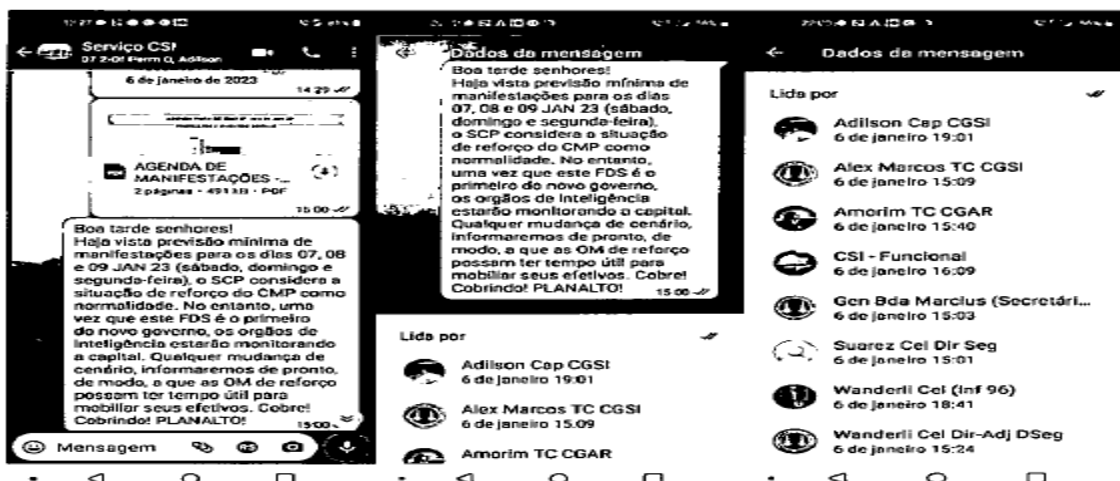 Serviço CSI
07 2-Of Perm O, Adilson
6 de janeiro de 2023
14 29
AGENDA DE
MANIFESTAÇÕES -...
2 páginas • 491 kB • PDF
15:00
Boa tarde senhores!
Haja vista previsão mínima de
manifestações para os dias 07, 08
e 09 JAN 23 (sábado, domingo e
segunda-feira), o SCP considera a
situação de reforço do CMP como
normalidade. No entanto, uma
vez que este FDS é o primeiro
do novo governo, os orgãos de
Inteligência estarão monitorando
a capital. Qualquer mudança de
cenário, informaremos de pronto,
de modo, a que as OM de reforço
possam ter tempo útil para
mobiliar seus efetivos. Cobre!
Cobrindo! PLANALTO!
15:00
Mensagem
Dados da mensagem
Boa tarde senhores!
Haja vista previsão mínima de
manifestações para os dias
07, 08 e 09 JAN 23 (sábado,
domingo e segunda-feira),
o SCP considera a situação
de reforço do CMP como
normalidade. No entanto,
uma vez que este FDS é o
primeiro do novo governo,
os orgãos de Inteligência
estarão monitorando a capital.
Qualquer mudança de cenário,
informaremos de pronto, de
modo, a que as OM de reforço
possam ter tempo útil para
mobiliar seus efetivos. Cobre!
Cobrindo! PLANALTO!
15:00
Lida por
Adilson Cap CGSI
6 de janeiro 19:01
Alex Marcos TC CGSI
6 de janeiro 15:09
Amorim TC CGAR
Dados da mensagem
Lida por
Adilson Cap CGSI
6 de janeiro 19:01
Alex Marcos TC CGSI
6 de janeiro 15:09
Amorim TC CGAR
6 de janeiro 15:40
CSI - Funcional
6 de janeiro 16:09
Gen Bda Marcius (Secretári...
6 de janeiro 15:03
Suarez Cel Dir Seg
6 de janeiro 15:01
Wanderli Cel (Inf 96)
6 de janeiro 18:41
Wanderli Cel Dir-Adj DSeg
6 de janeiro 15:24